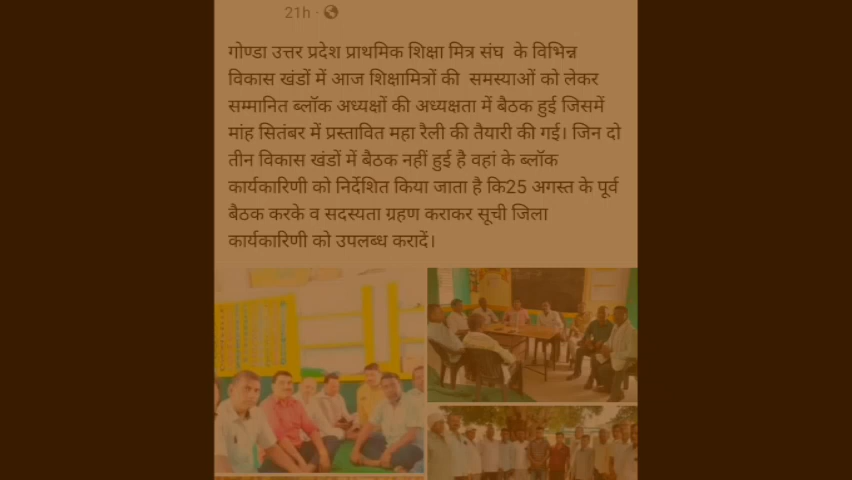 21h ·
गोण्डा उत्तर प्रदेश प्राथमिक शिक्षा मित्र संघ के विभिन्न
विकास खंडों में आज शिक्षामित्रों की समस्याओं को लेकर
सम्मानित ब्लॉक अध्यक्षों की अध्यक्षता में बैठक हुई जिसमें
मांह सितंबर में प्रस्तावित महा रैली की तैयारी की गई। जिन दो
तीन विकास खंडों में बैठक नहीं हुई है वहां के ब्लॉक
कार्यकारिणी को निर्देशित किया जाता है कि25 अगस्त के पूर्व
बैठक करके व सदस्यता ग्रहण कराकर सूची जिला
कार्यकारिणी को उपलब्ध करादें।